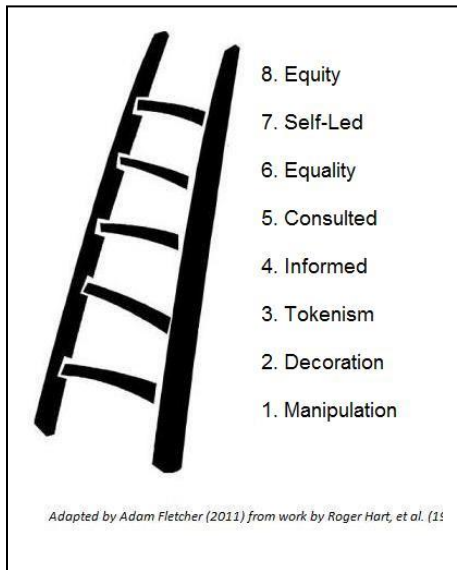 8. Equity
7. Self-Led
6. Equality
5. Consulted
4. Informed
3. Tokenism
2. Decoration
1. Manipulation
Adapted by Adam Fletcher (2011) from work by Roger Hart, et al. (19